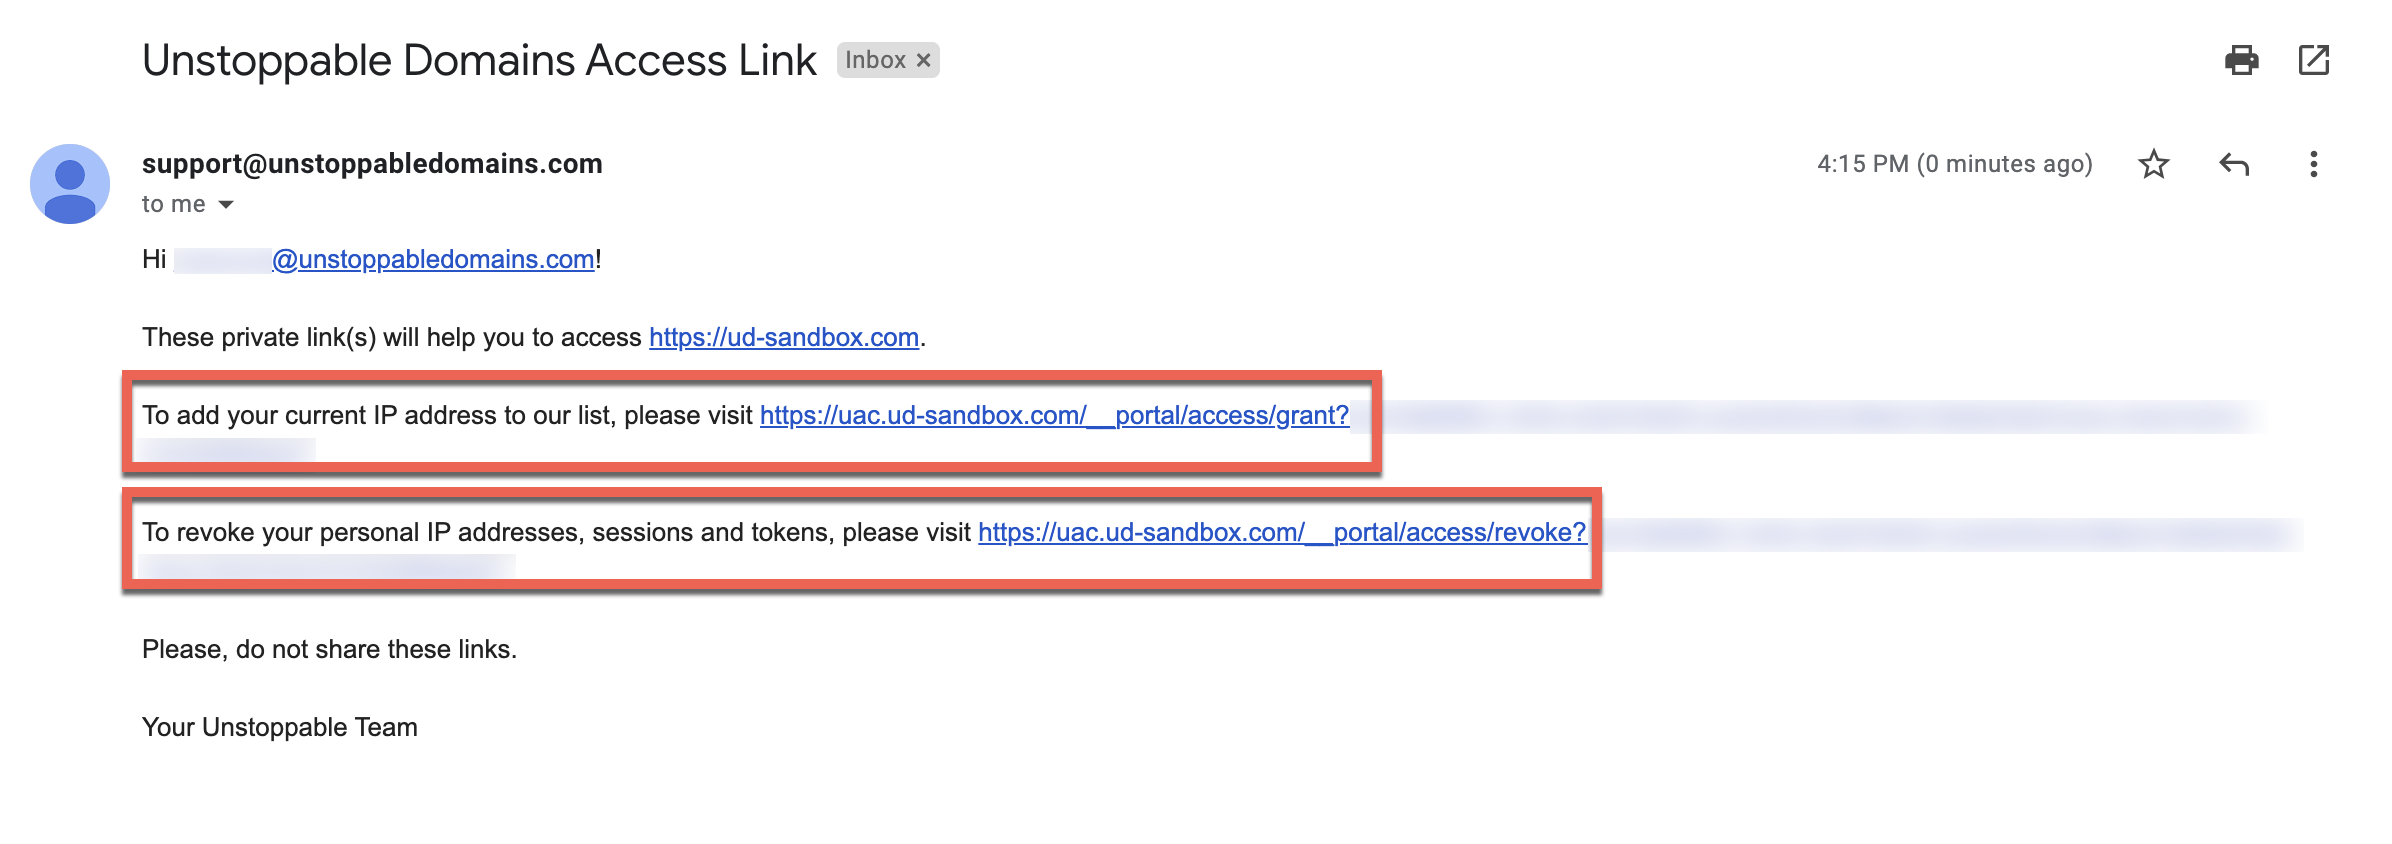 Unstoppable Domains Access Link Inbox ×
support@unstoppabledomains.com 4:15 PM (0 minutes ago)
to me
Hi @unstoppabledomains.com!
These private link(s) will help you to access https://ud-sandbox.com.
To add your current IP address to our list, please visit https://uac.ud-sandbox.com/__portal/access/grant?
To revoke your personal IP addresses, sessions and tokens, please visit https://uac.ud-sandbox.com/__portal/access/revoke?
Please, do not share these links.
Your Unstoppable Team